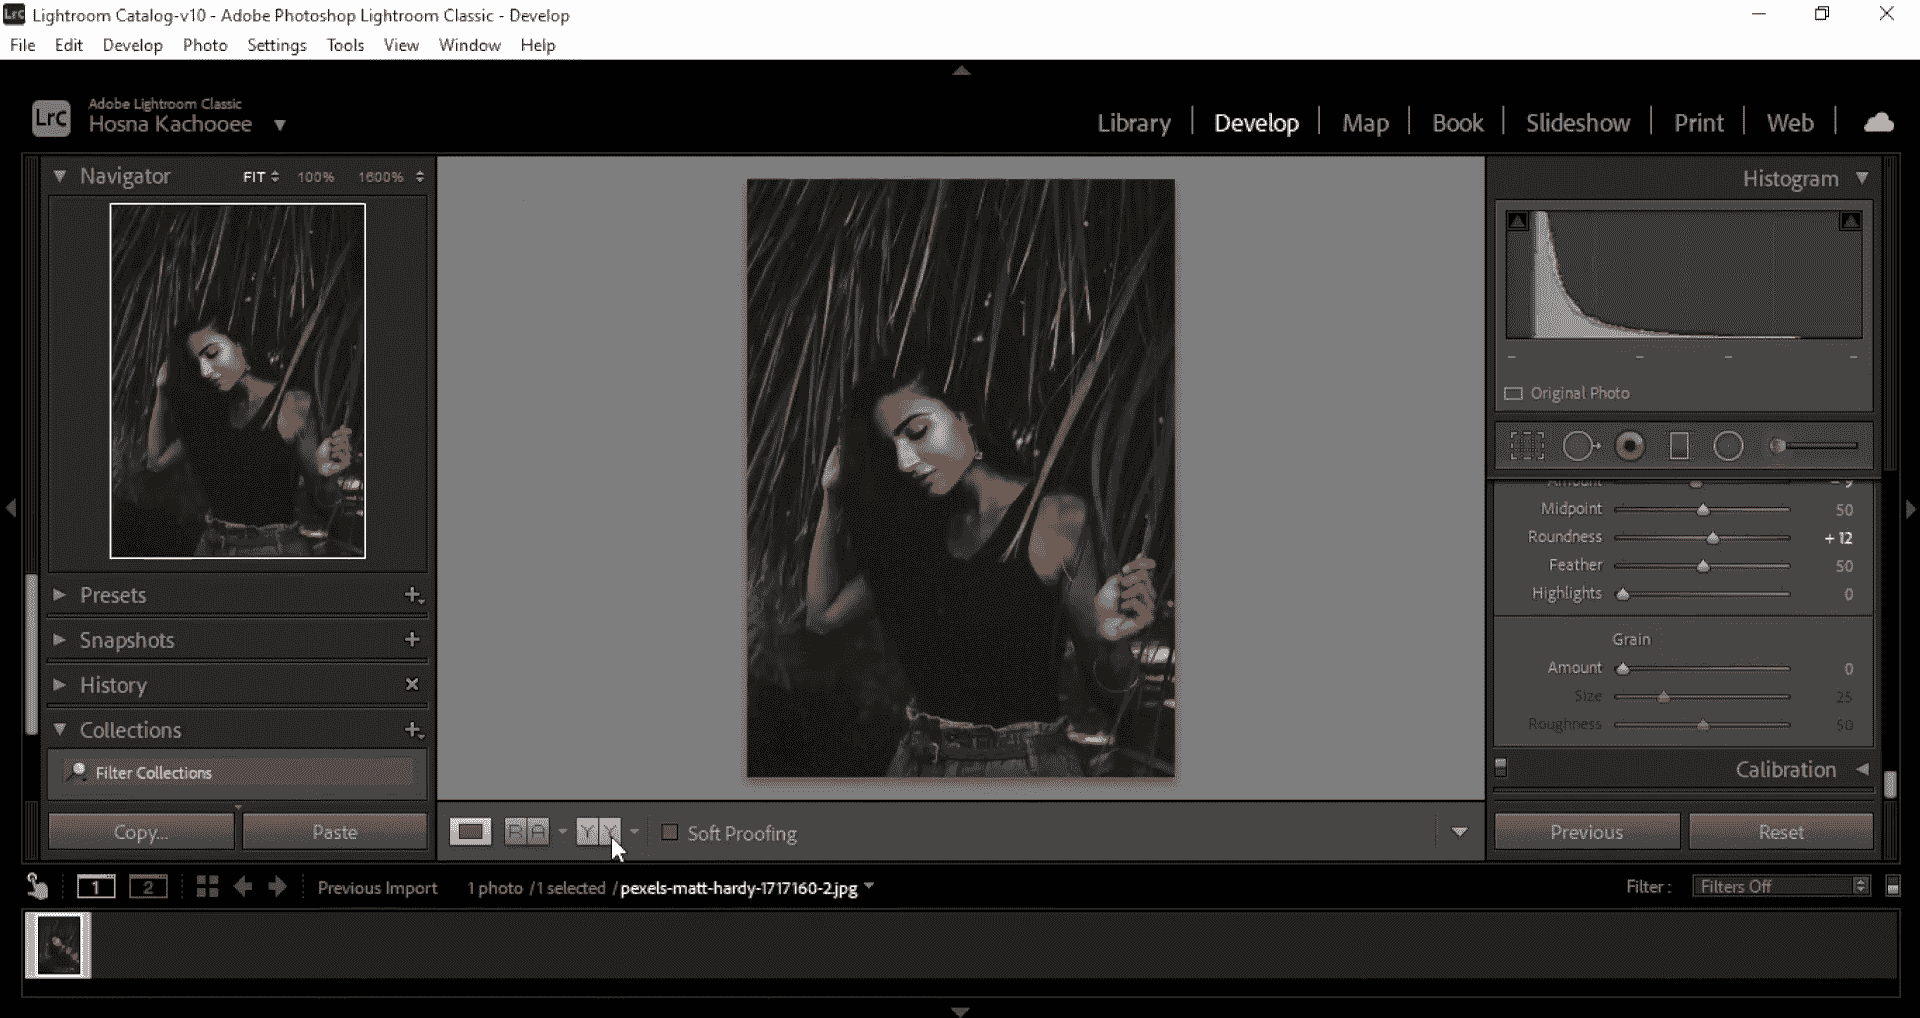 Lrc Lightroom Catalog-v10 - Adobe Photoshop Lightroom Classic - Develop
File Edit Develop Photo Settings Tools View Window Help
LrC Adobe Lightroom Classic
Hosna Kachooee
Library Develop Map Book Slideshow Print Web
Navigator FIT 100% 1600%
Histogram
Original Photo
Amount - 9
Midpoint 50
Roundness + 12
Feather 50
Highlights 0
Grain
Amount 0
Size 25
Roughness 50
Presets
Snapshots
History
Collections
Filter Collections
Calibration
Copy... Paste
R A Y Y Soft Proofing
Previous Reset
1 2 Previous Import 1 photo / 1 selected / pexels-matt-hardy-1717160-2.jpg Filter : Filters Off